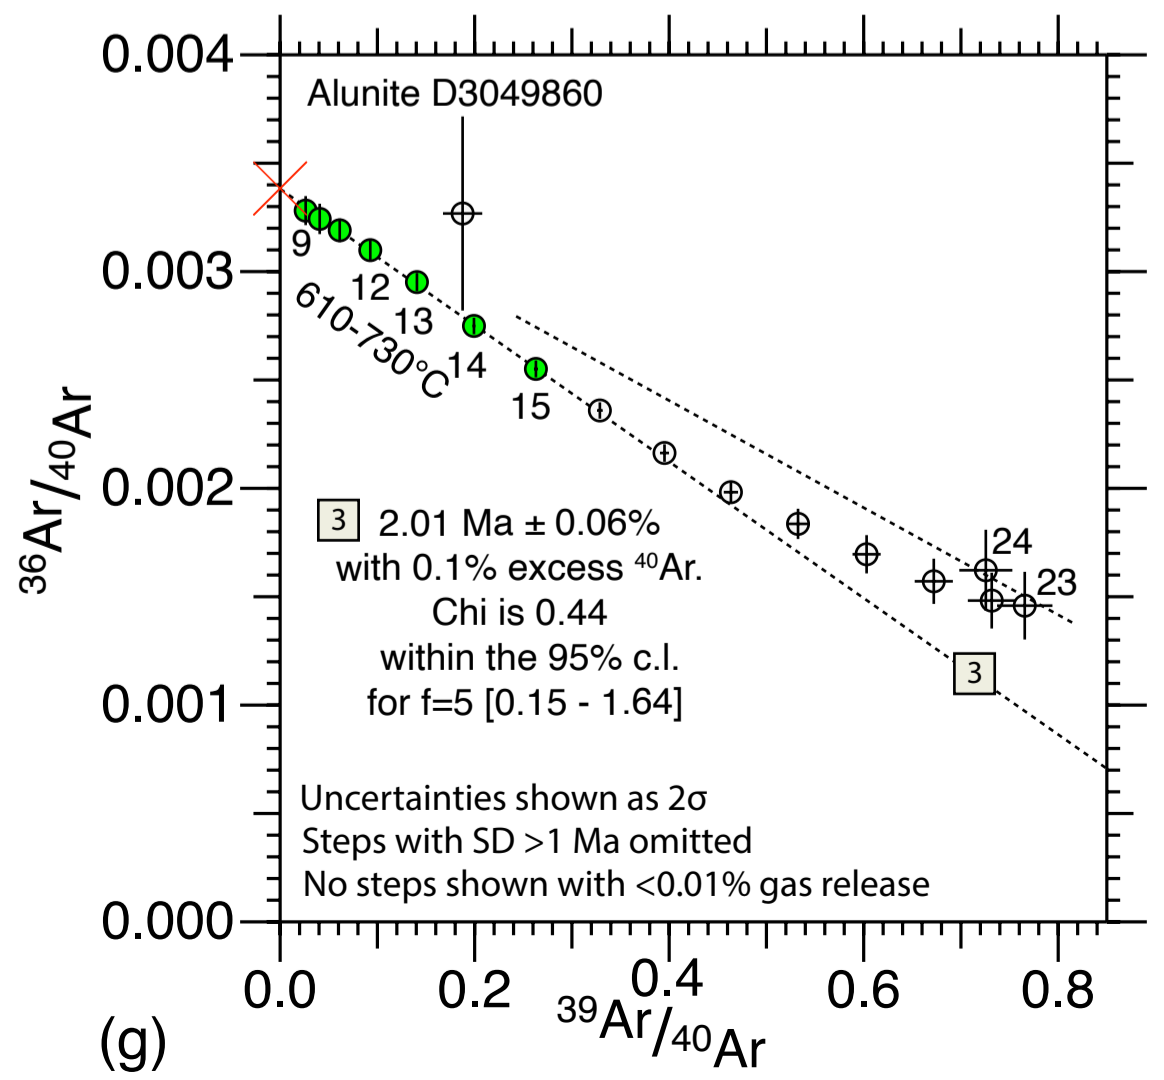 0.004
Alunite D3049860
9
0.003
12
13
610-730°C
14
15
³⁶Ar/⁴⁰Ar
0.002
3 2.01 Ma ± 0.06%
with 0.1% excess ⁴⁰Ar.
Chi is 0.44
within the 95% c.l.
for f=5 [0.15 - 1.64]
24
23
3
0.001
Uncertainties shown as 2σ
Steps with SD >1 Ma omitted
No steps shown with <0.01% gas release
0.000
0.0 0.2 0.4 0.6 0.8
³⁹Ar/⁴⁰Ar
(g)